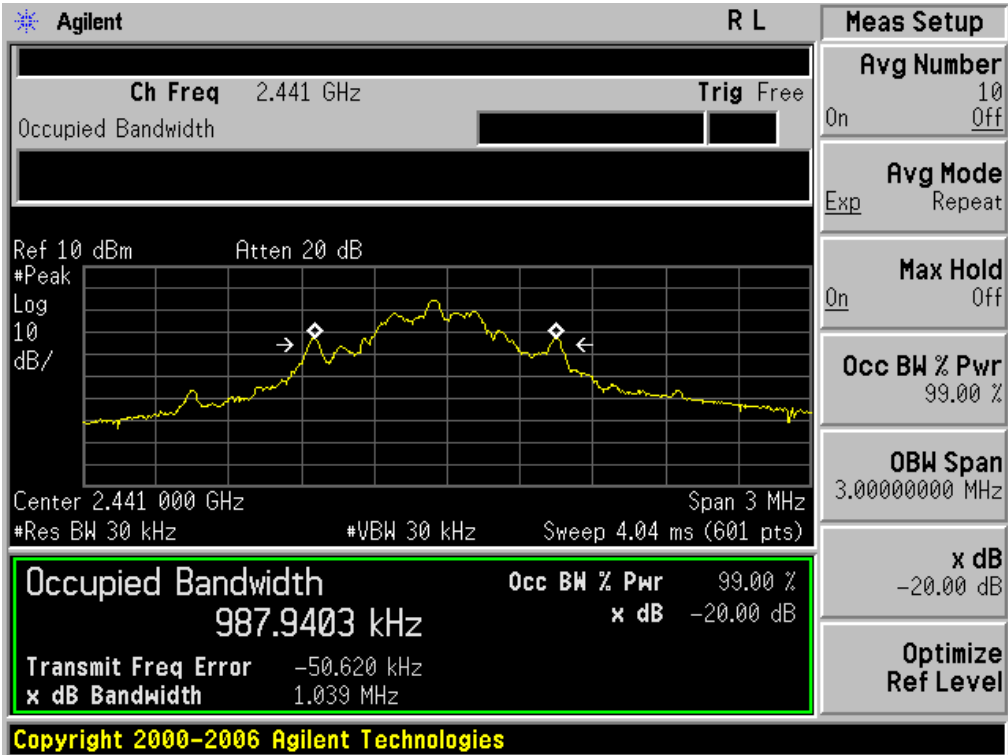 Agilent R L
Ch Freq 2.441 GHz Trig Free
Occupied Bandwidth
Ref 10 dBm Atten 20 dB
#Peak
Log
10
dB/
Center 2.441 000 GHz Span 3 MHz
#Res BW 30 kHz #VBW 30 kHz Sweep 4.04 ms (601 pts)
Occupied Bandwidth Occ BW % Pwr 99.00 %
987.9403 kHz x dB -20.00 dB
Transmit Freq Error -50.620 kHz
x dB Bandwidth 1.039 MHz
Copyright 2000-2006 Agilent Technologies
Meas Setup
Avg Number
10
On Off
Avg Mode
Exp Repeat
Max Hold
On Off
Occ BW % Pwr
99.00 %
OBW Span
3.00000000 MHz
x dB
-20.00 dB
Optimize
Ref Level